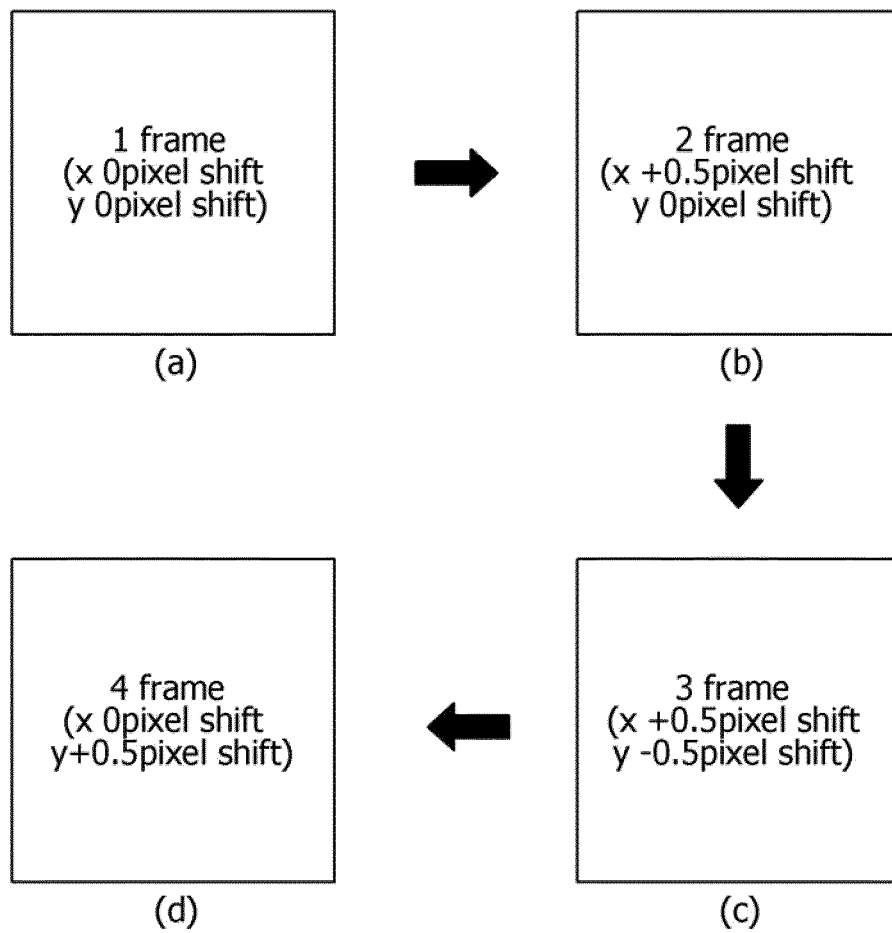 1 frame
(x 0pixel shift
y 0pixel shift)
(a)
2 frame
(x +0.5pixel shift
y 0pixel shift)
(b)
3 frame
(x +0.5pixel shift
y -0.5pixel shift)
(c)
4 frame
(x 0pixel shift
y+0.5pixel shift)
(d)